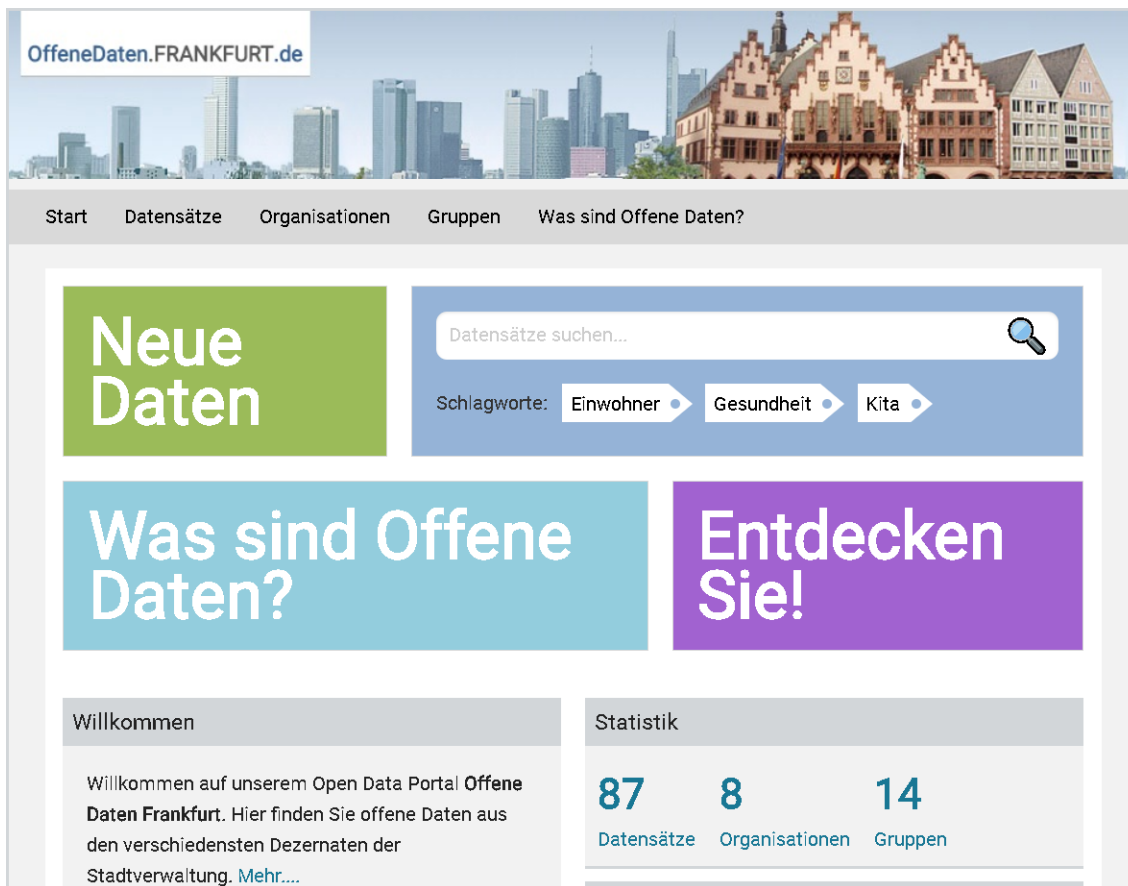 OffeneDaten.FRANKFURT.de
Start Datensätze Organisationen Gruppen Was sind Offene Daten?
Neue
Daten
Datensätze suchen...
Schlagworte: Einwohner Gesundheit Kita
Was sind Offene
Daten?
Entdecken
Sie!
Willkommen
Willkommen auf unserem Open Data Portal Offene
Daten Frankfurt. Hier finden Sie offene Daten aus
den verschiedensten Dezernaten der
Stadtverwaltung. Mehr....
Statistik
87 8 14
Datensätze Organisationen Gruppen